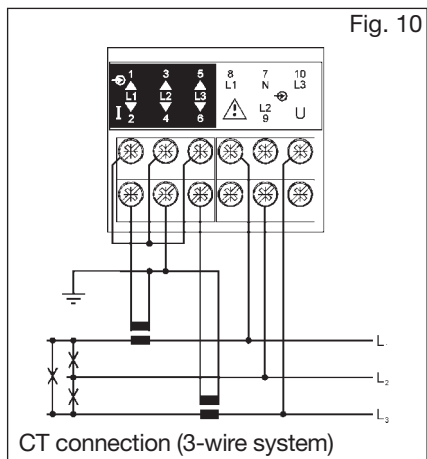 Fig. 10
1 3 5 8 7 10
L1 N L3
L1 L2 L3
I 2 4 6 L2 U
9
L
L2
L3
CT connection (3-wire system)